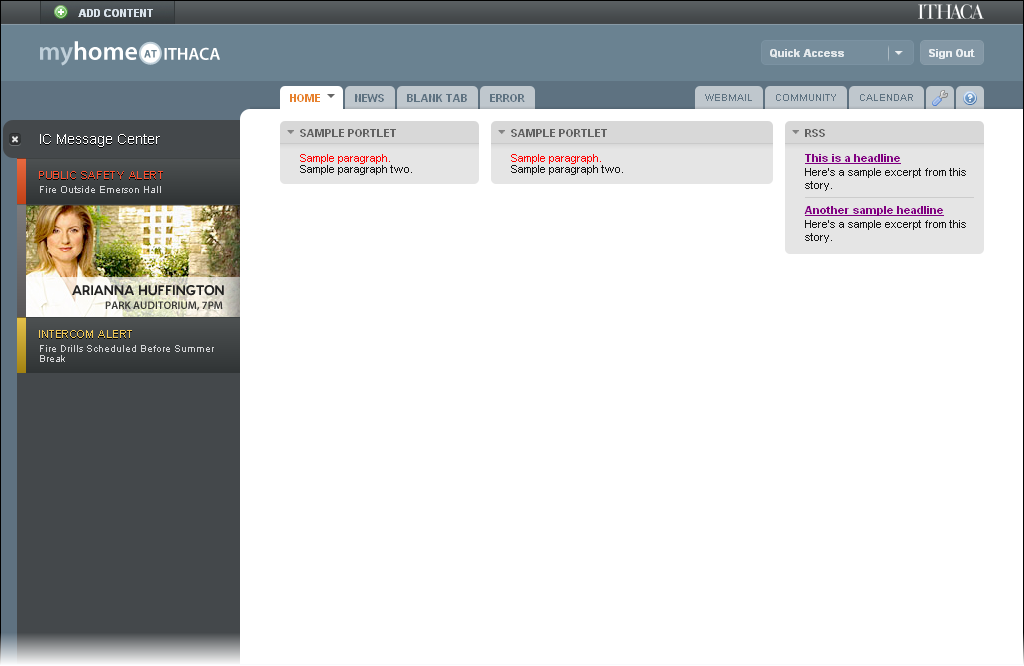 ADD CONTENT
ITHACA
myhome AT ITHACA
Quick Access
Sign Out
HOME
NEWS
BLANK TAB
ERROR
WEBMAIL
COMMUNITY
CALENDAR
?
IC Message Center
PUBLIC SAFETY ALERT
Fire Outside Emerson Hall
ARIANNA HUFFINGTON
PARK AUDITORIUM, 7PM
INTERCOM ALERT
Fire Drills Scheduled Before Summer
Break
SAMPLE PORTLET
Sample paragraph.
Sample paragraph two.
SAMPLE PORTLET
Sample paragraph.
Sample paragraph two.
RSS
This is a headline
Here's a sample excerpt from this
story.
Another sample headline
Here's a sample excerpt from this
story.